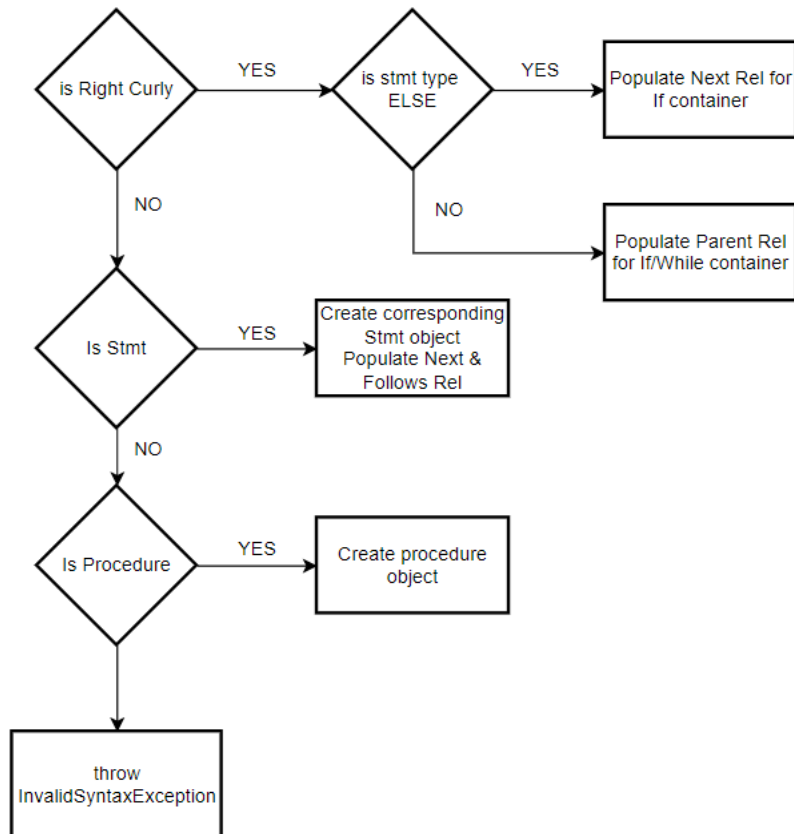 is Right Curly
YES
is stmt type
ELSE
YES
Populate Next Rel for
If container
NO
NO
Populate Parent Rel
for If/While container
Is Stmt
YES
Create corresponding
Stmt object
Populate Next &
Follows Rel
NO
Is Procedure
YES
Create procedure
object
throw
InvalidSyntaxException